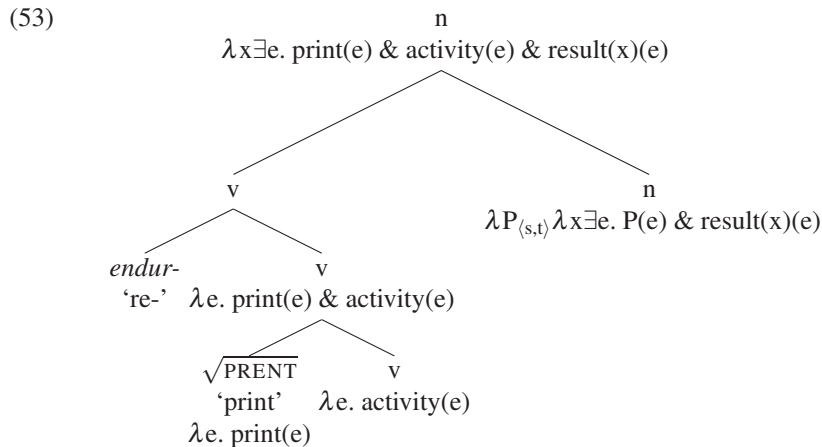 (53)
n
λx∃e. print(e) & activity(e) & result(x)(e)
v n
λP⟨s,t⟩λx∃e. P(e) & result(x)(e)
endur- v
‘re-’ λe. print(e) & activity(e)
√PRENT v
‘print’ λe. activity(e)
λe. print(e)